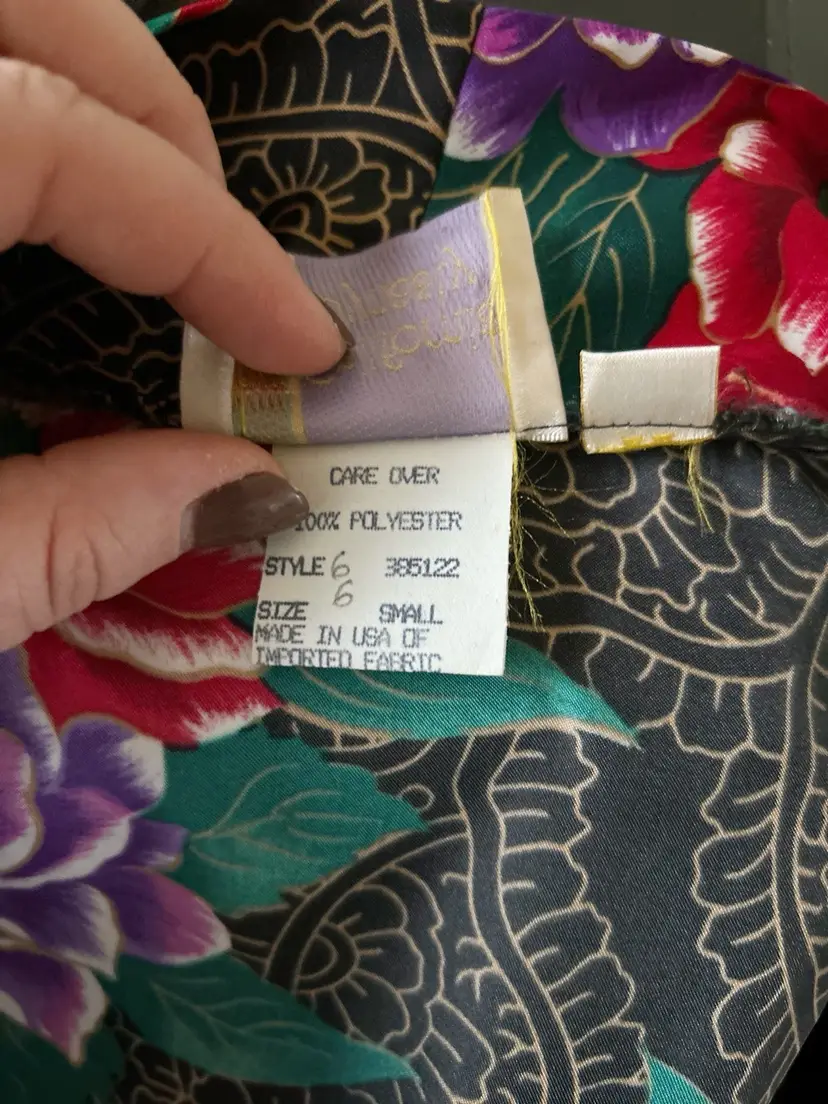 CARE OVER
100% POLYESTER
STYLE 6 385122
6
SIZE SMALL
MADE IN USA OF
IMPORTED FABRIC